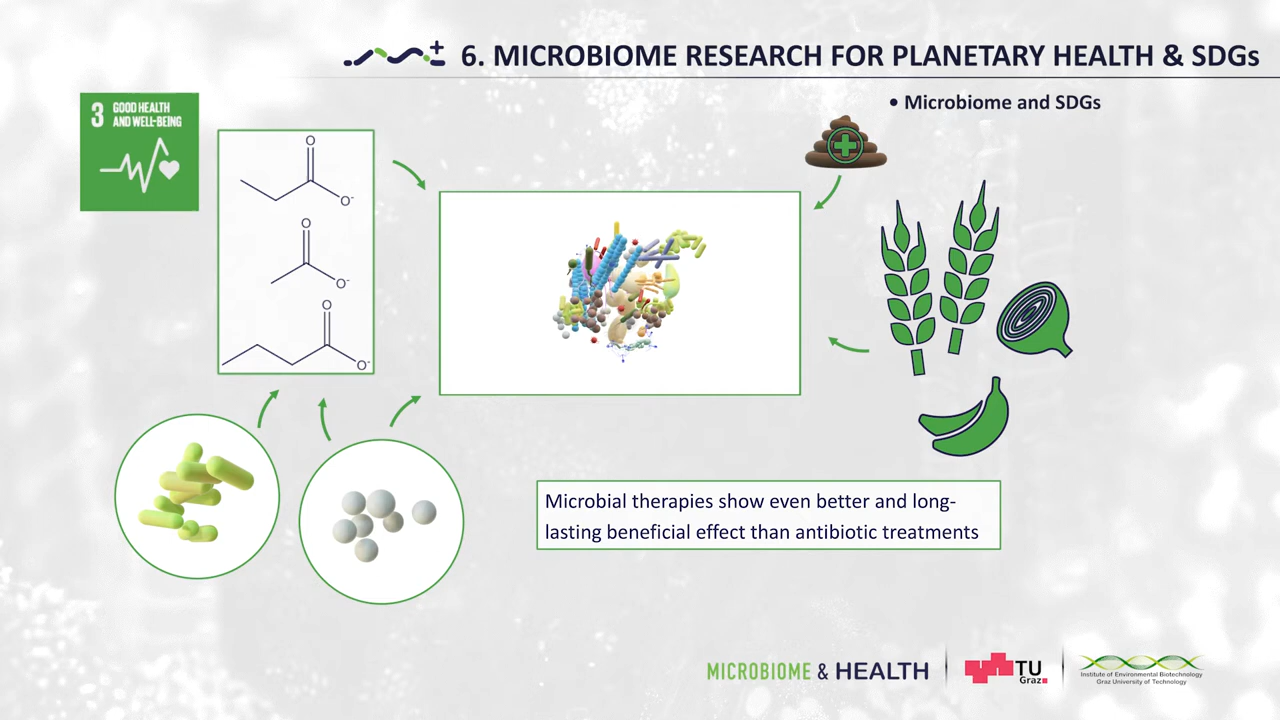 6. MICROBIOME RESEARCH FOR PLANETARY HEALTH & SDGs
• Microbiome and SDGs
3 GOOD HEALTH
AND WELL-BEING
O
O-
O
O-
O
O-
Microbial therapies show even better and long-
lasting beneficial effect than antibiotic treatments
MICROBIOME & HEALTH
TU
Graz
Institute of Environmental Biotechnology
Graz University of Technology